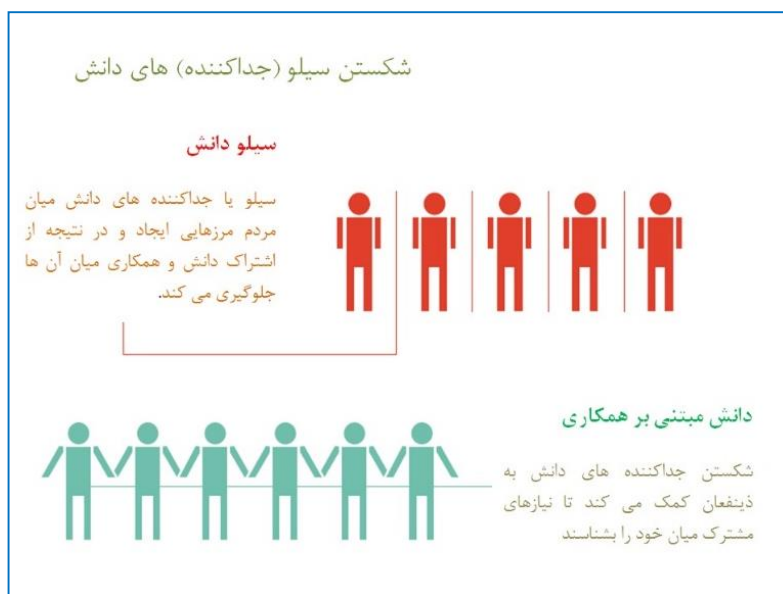 شکستن سیلو (جداکننده) های دانش
سیلو دانش
سیلو یا جداکننده های دانش میان
مردم مرزهایی ایجاد و در نتیجه از
اشتراک دانش و همکاری میان آن ها
جلوگیری می کند.
دانش مبتنی بر همکاری
شکستن جداکننده های دانش به
ذینفعان کمک می کند تا نیازهای
مشترک میان خود را بشناسند